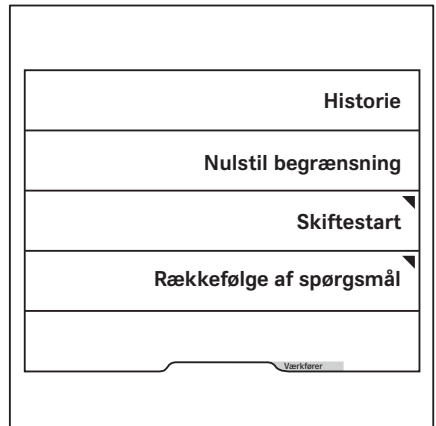 Historie
Nulstil begrænsning
Skiftestart
Rækkefølge af spørgsmål
Værkfører